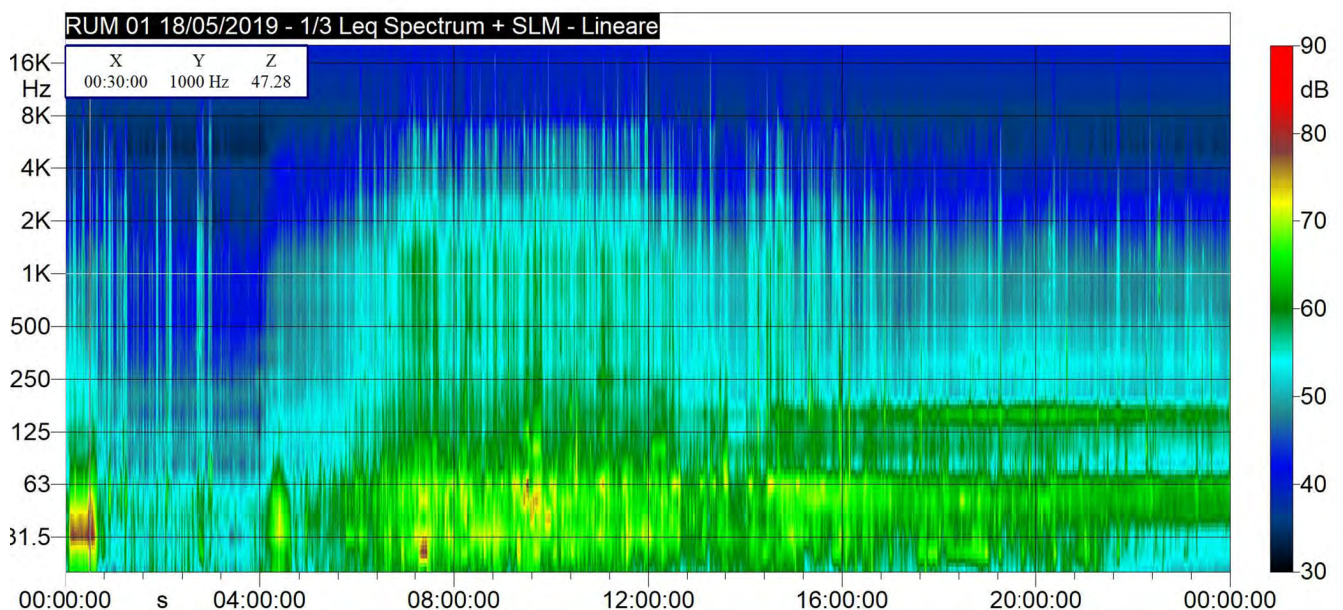 RUM 01 18/05/2019 - 1/3 Leq Spectrum + SLM - Lineare
X Y Z
00:30:00 1000 Hz 47.28
16K
Hz
8K
4K
2K
1K
500
250
125
63
31.5
00:00:00 s 04:00:00 08:00:00 12:00:00 16:00:00 20:00:00 00:00:00
90
dB
80
70
60
50
40
30